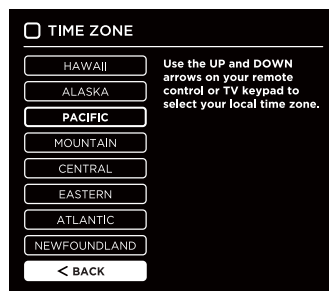 TIME ZONE
HAWAII
ALASKA
PACIFIC
MOUNTAIN
CENTRAL
EASTERN
ATLANTIC
NEWFOUNDLAND
< BACK
Use the UP and DOWN
arrows on your remote
control or TV keypad to
select your local time zone.